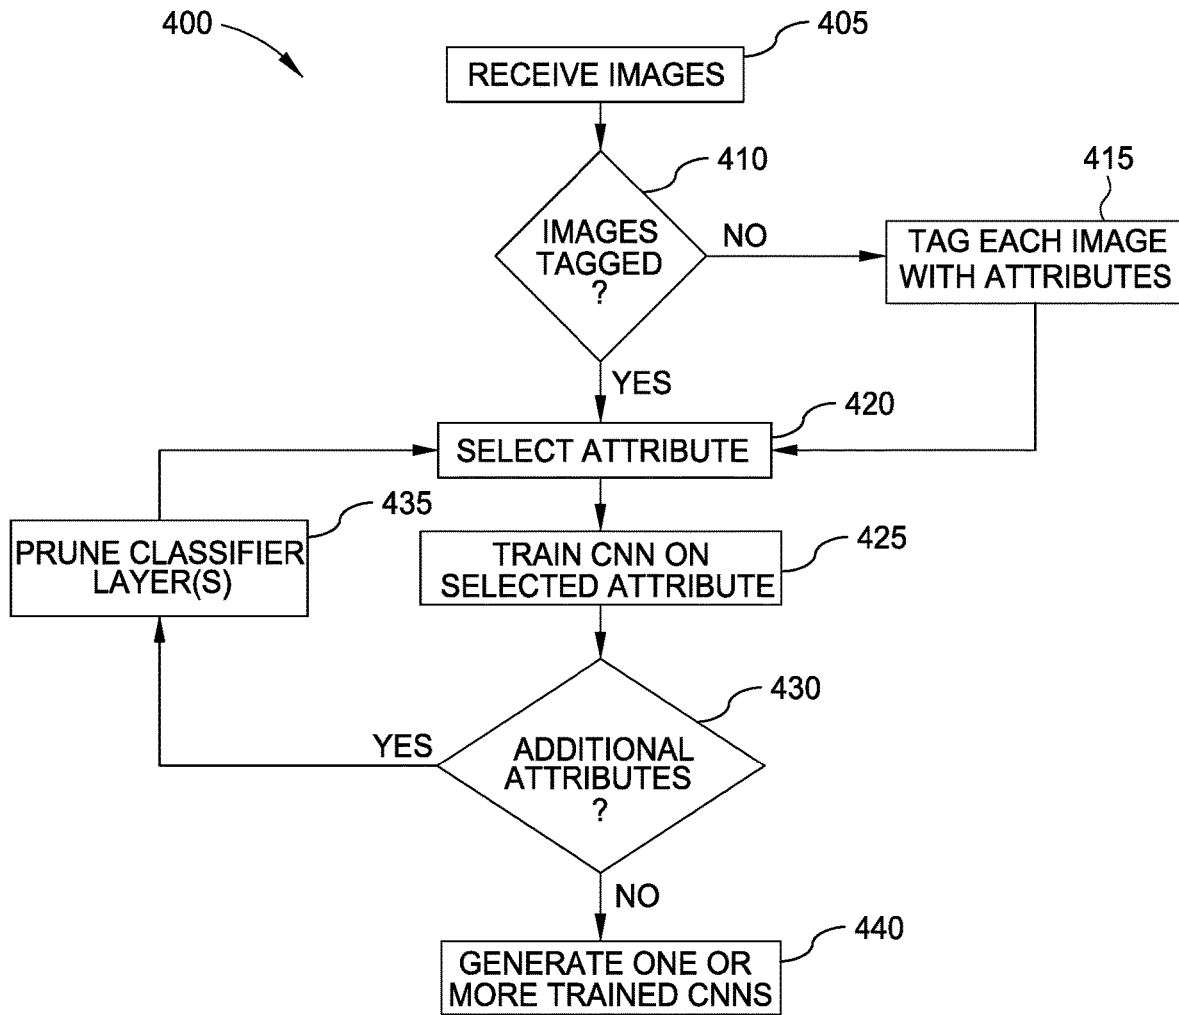 400
405
RECEIVE IMAGES
410
415
IMAGES
TAGGED
?
NO
TAG EACH IMAGE
WITH ATTRIBUTES
YES
420
SELECT ATTRIBUTE
435
PRUNE CLASSIFIER
LAYER(S)
425
TRAIN CNN ON
SELECTED ATTRIBUTE
430
YES
ADDITIONAL
ATTRIBUTES
?
NO
440
GENERATE ONE OR
MORE TRAINED CNNS